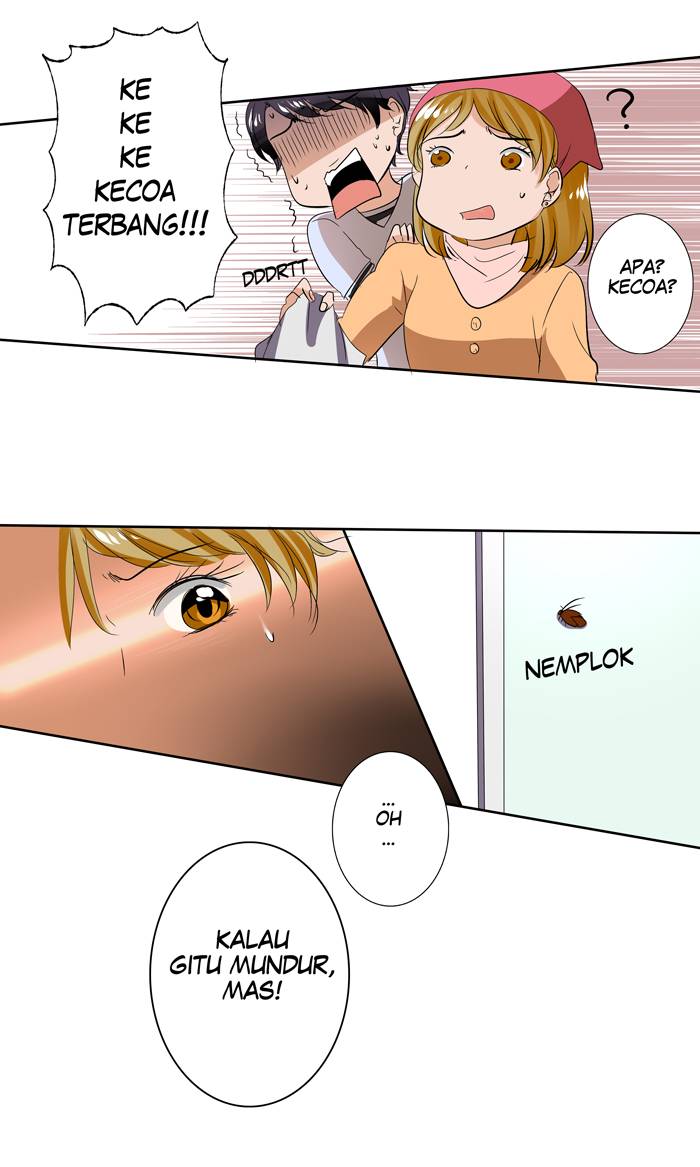 KE
KE
KE
KECOA
TERBANG!!!
DDDRTT
?
APA?
KECOA?
NEMPLOK
...
OH
...
KALAU
GITU MUNDUR,
MAS!